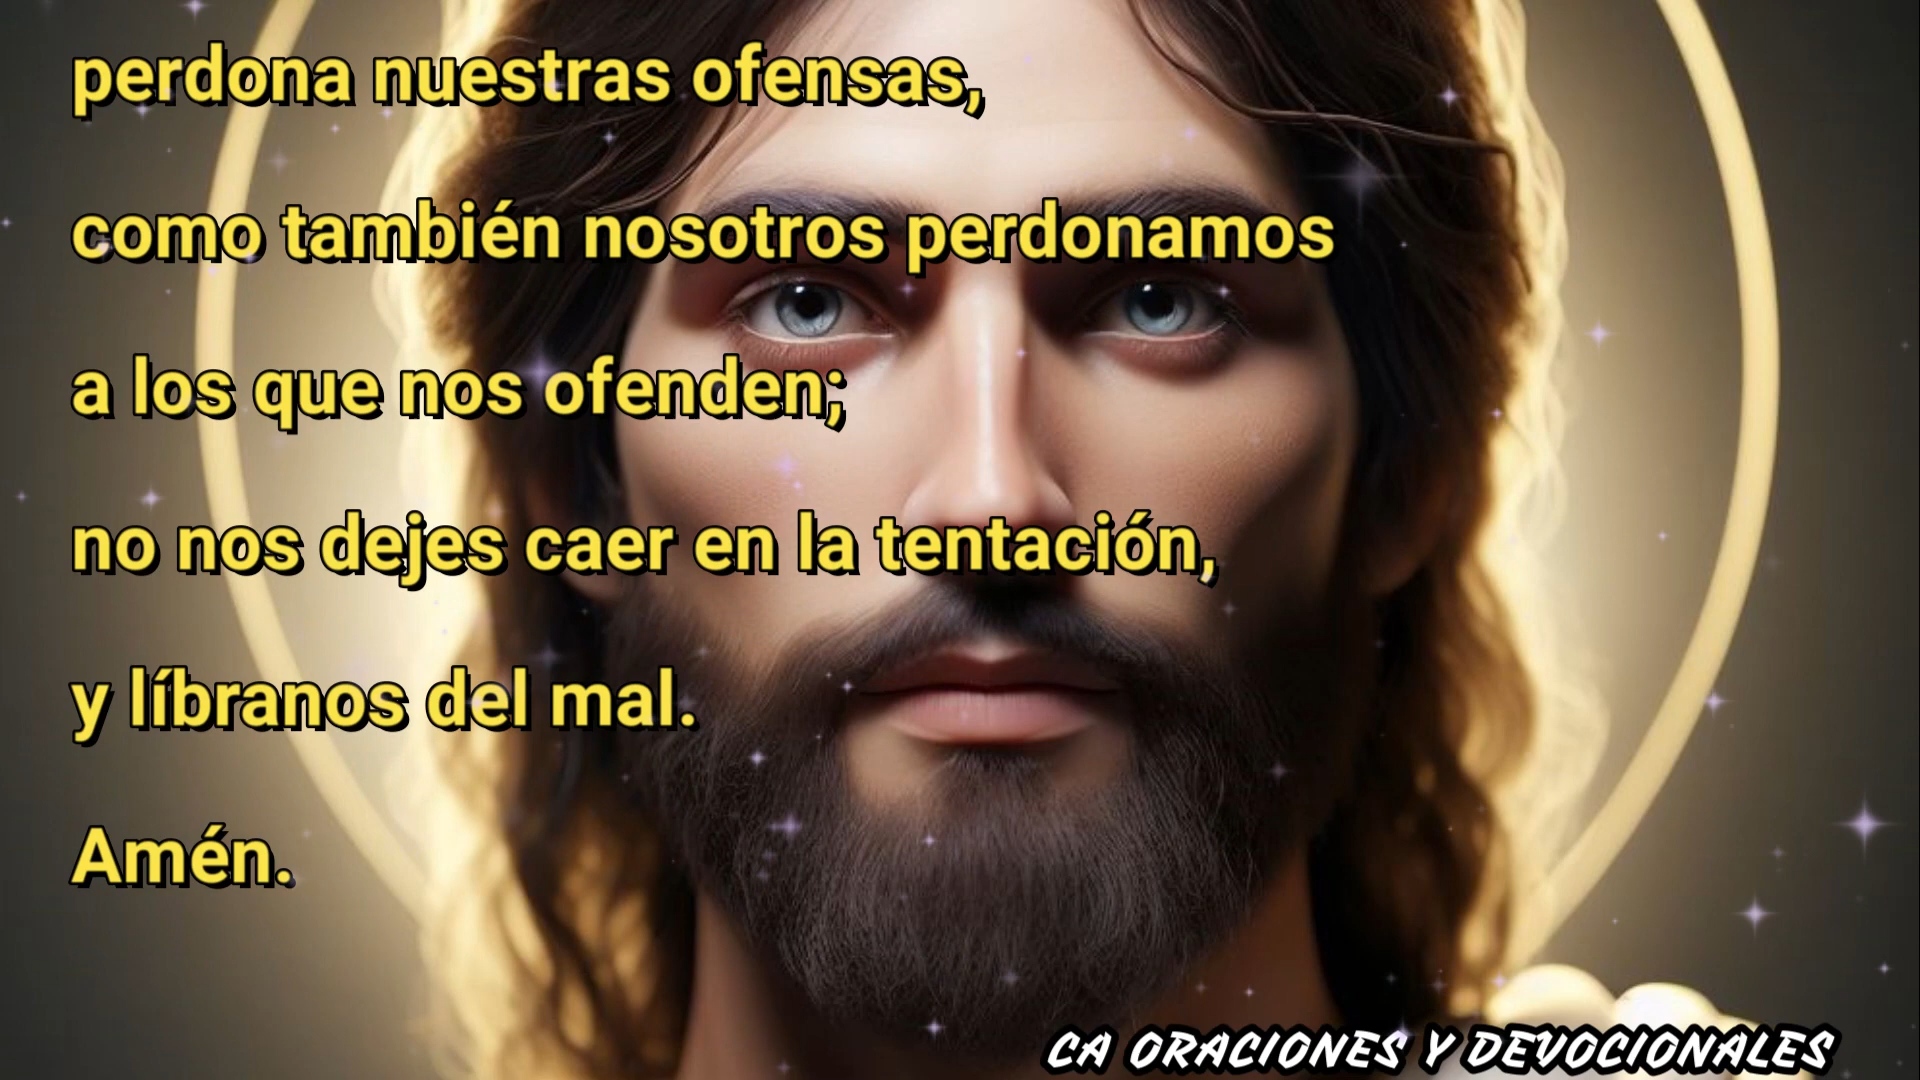 perdona nuestras ofensas,
como también nosotros perdonamos
a los que nos ofenden;
no nos dejes caer en la tentación,
y líbranos del mal.
Amén.
CA ORACIONES Y DEVOCIONALES